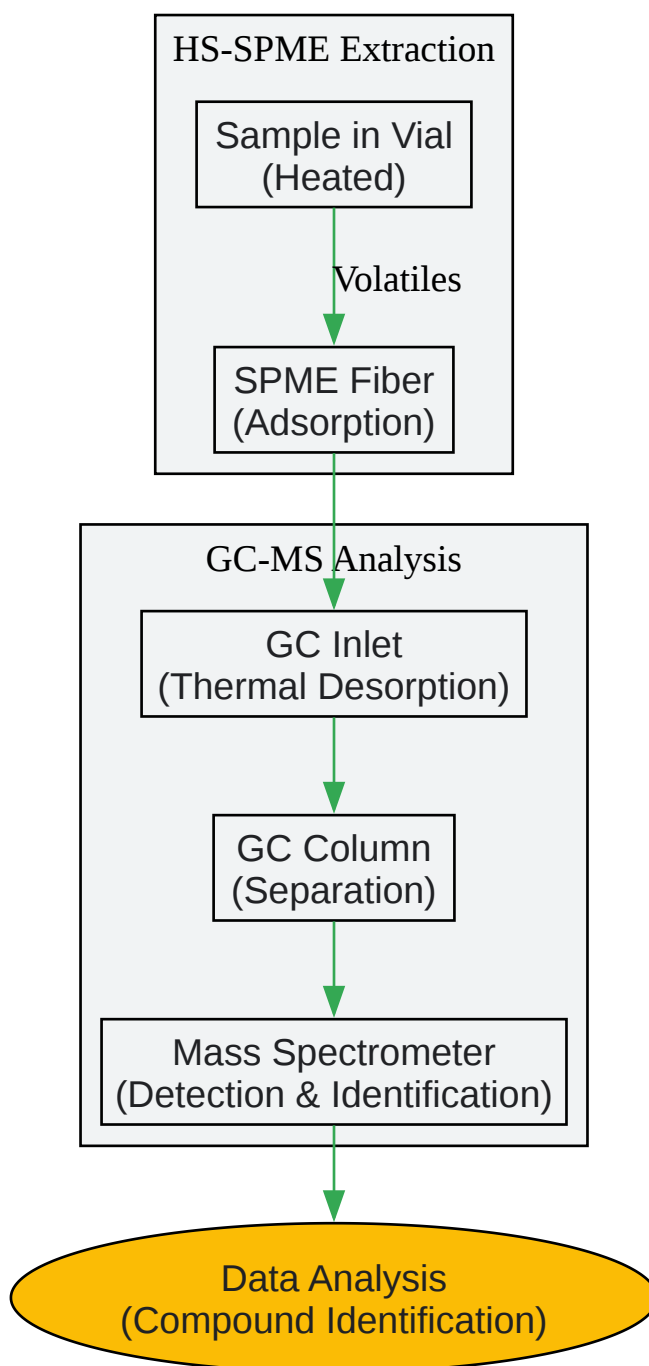 HS-SPME Extraction
Sample in Vial
(Heated)
Volatiles
SPME Fiber
(Adsorption)
GC-MS Analysis
GC Inlet
(Thermal Desorption)
GC Column
(Separation)
Mass Spectrometer
(Detection & Identification)
Data Analysis
(Compound Identification)